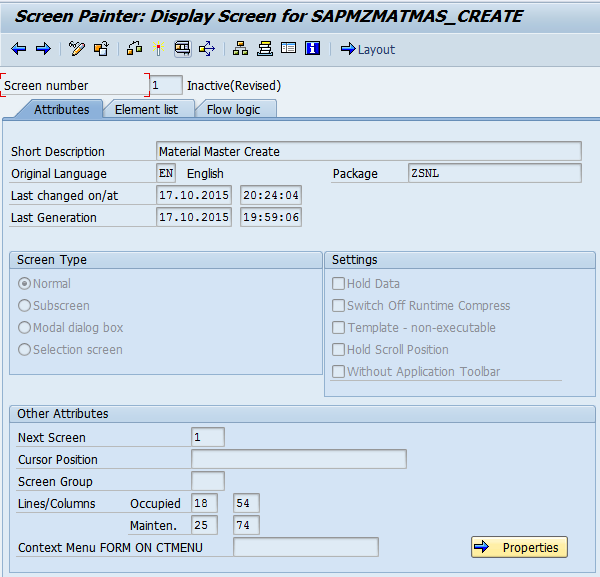 Screen Painter: Display Screen for SAPMZMATMAS_CREATE
Layout
Screen number 1 Inactive(Revised)
Attributes Element list Flow logic
Short Description Material Master Create
Original Language EN English Package ZSNL
Last changed on/at 17.10.2015 20:24:04
Last Generation 17.10.2015 19:59:06
Screen Type Settings
Normal Hold Data
Subscreen Switch Off Runtime Compress
Modal dialog box Template - non-executable
Selection screen Hold Scroll Position
Without Application Toolbar
Other Attributes
Next Screen 1
Cursor Position
Screen Group
Lines/Columns Occupied 18 54
Mainten. 25 74
Context Menu FORM ON CTMENU Properties